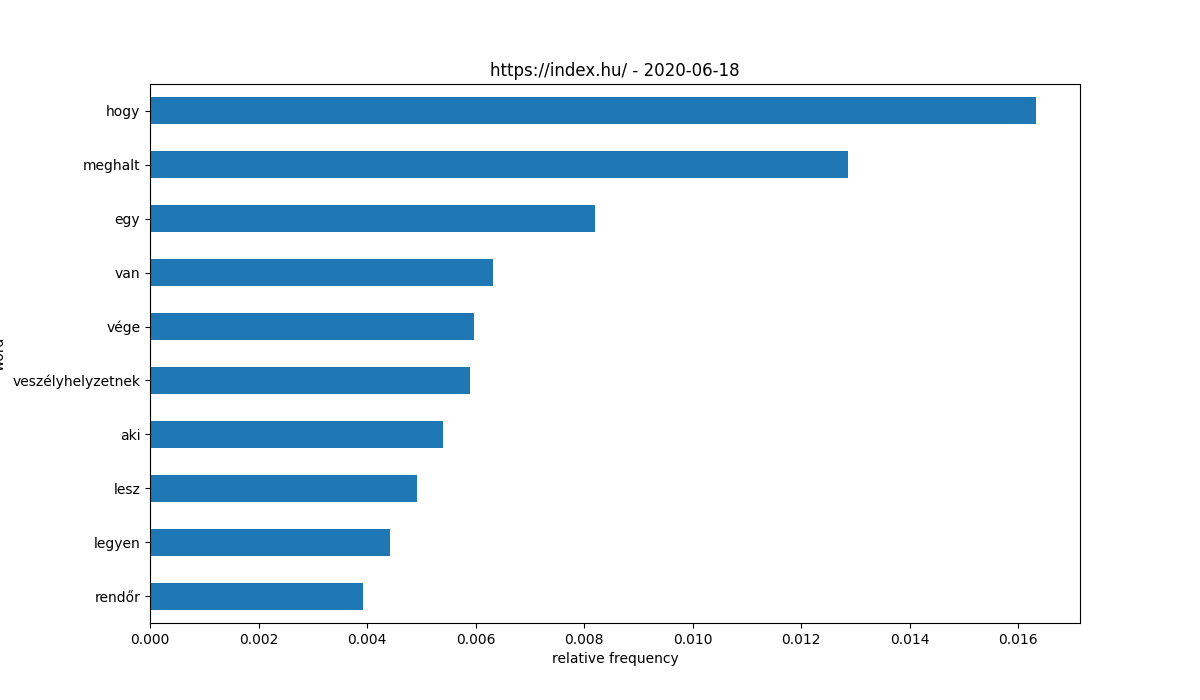 https://index.hu/ - 2020-06-18
hogy
meghalt
egy
van
vége
veszélyhelyzetnek
aki
lesz
legyen
rendőr
0.000 0.002 0.004 0.006 0.008 0.010 0.012 0.014 0.016
relative frequency